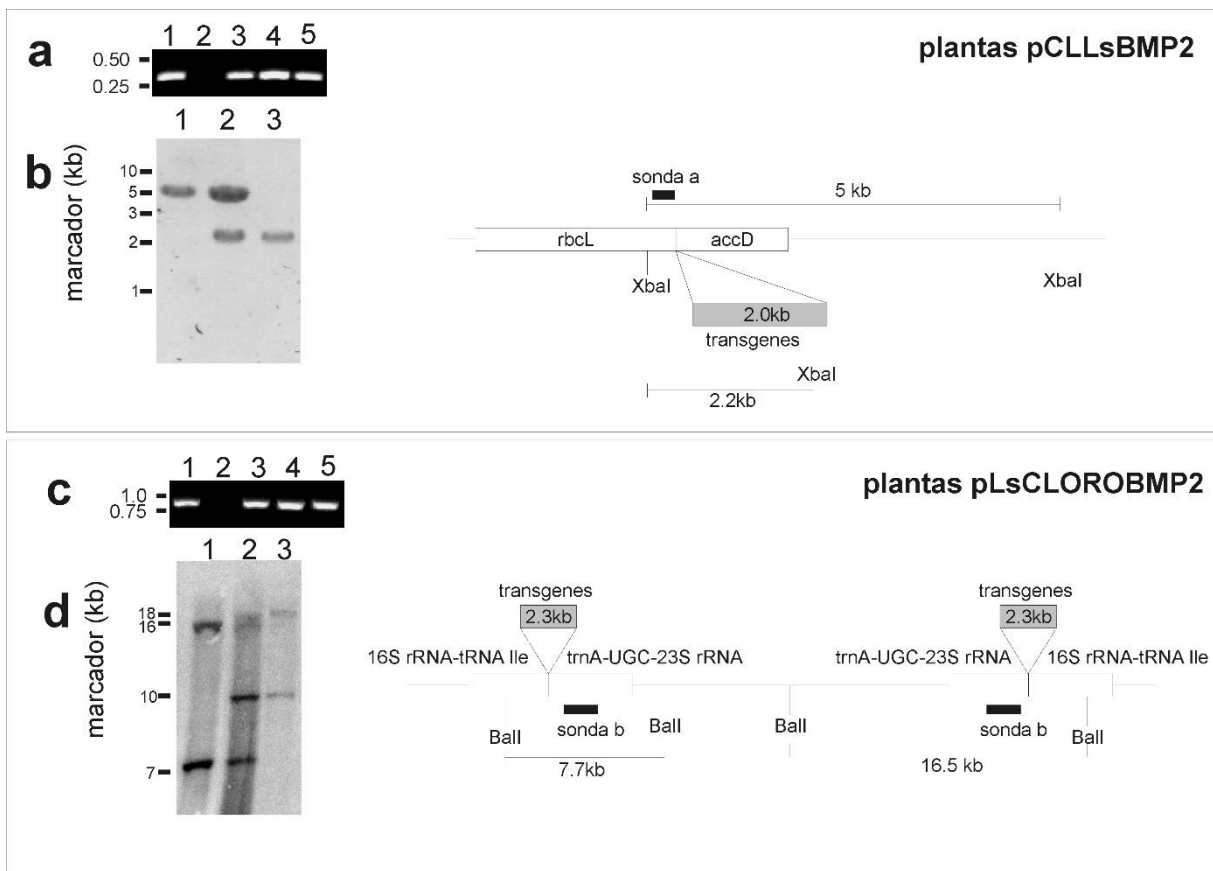 a
1 2 3 4 5
0.50
0.25
plantas pCLLsBMP2
b
marcador (kb)
1 2 3
10
5
3
2
1
sonda a
5 kb
rbcL accD
XbaI XbaI
2.0kb
transgenes
XbaI
2.2kb
c
1 2 3 4 5
1.0
0.75
plantas pLsCLOROBMP2
d
marcador (kb)
1 2 3
18
16
10
7
transgenes transgenes
2.3kb 2.3kb
16S rRNA-tRNA Ile trnA-UGC-23S rRNA trnA-UGC-23S rRNA 16S rRNA-tRNA Ile
BalI sonda b BalI BalI sonda b BalI
7.7kb 16.5 kb